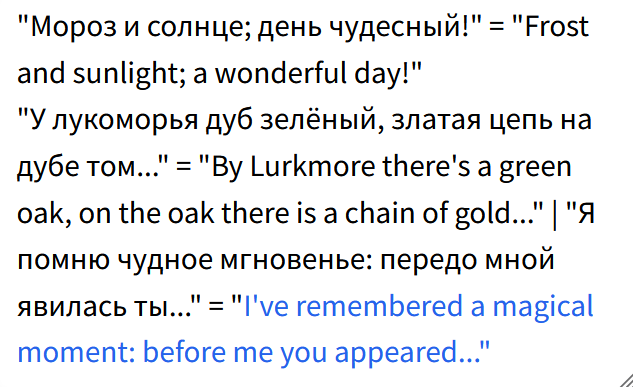 "Мороз и солнце; день чудесный!" = "Frost
and sunlight; a wonderful day!"
"У лукоморья дуб зелёный, златая цепь на
дубе том..." = "By Lurkmore there's a green
oak, on the oak there is a chain of gold..." | "Я
помню чудное мгновенье: передо мной
явилась ты..." = "I've remembered a magical
moment: before me you appeared..."